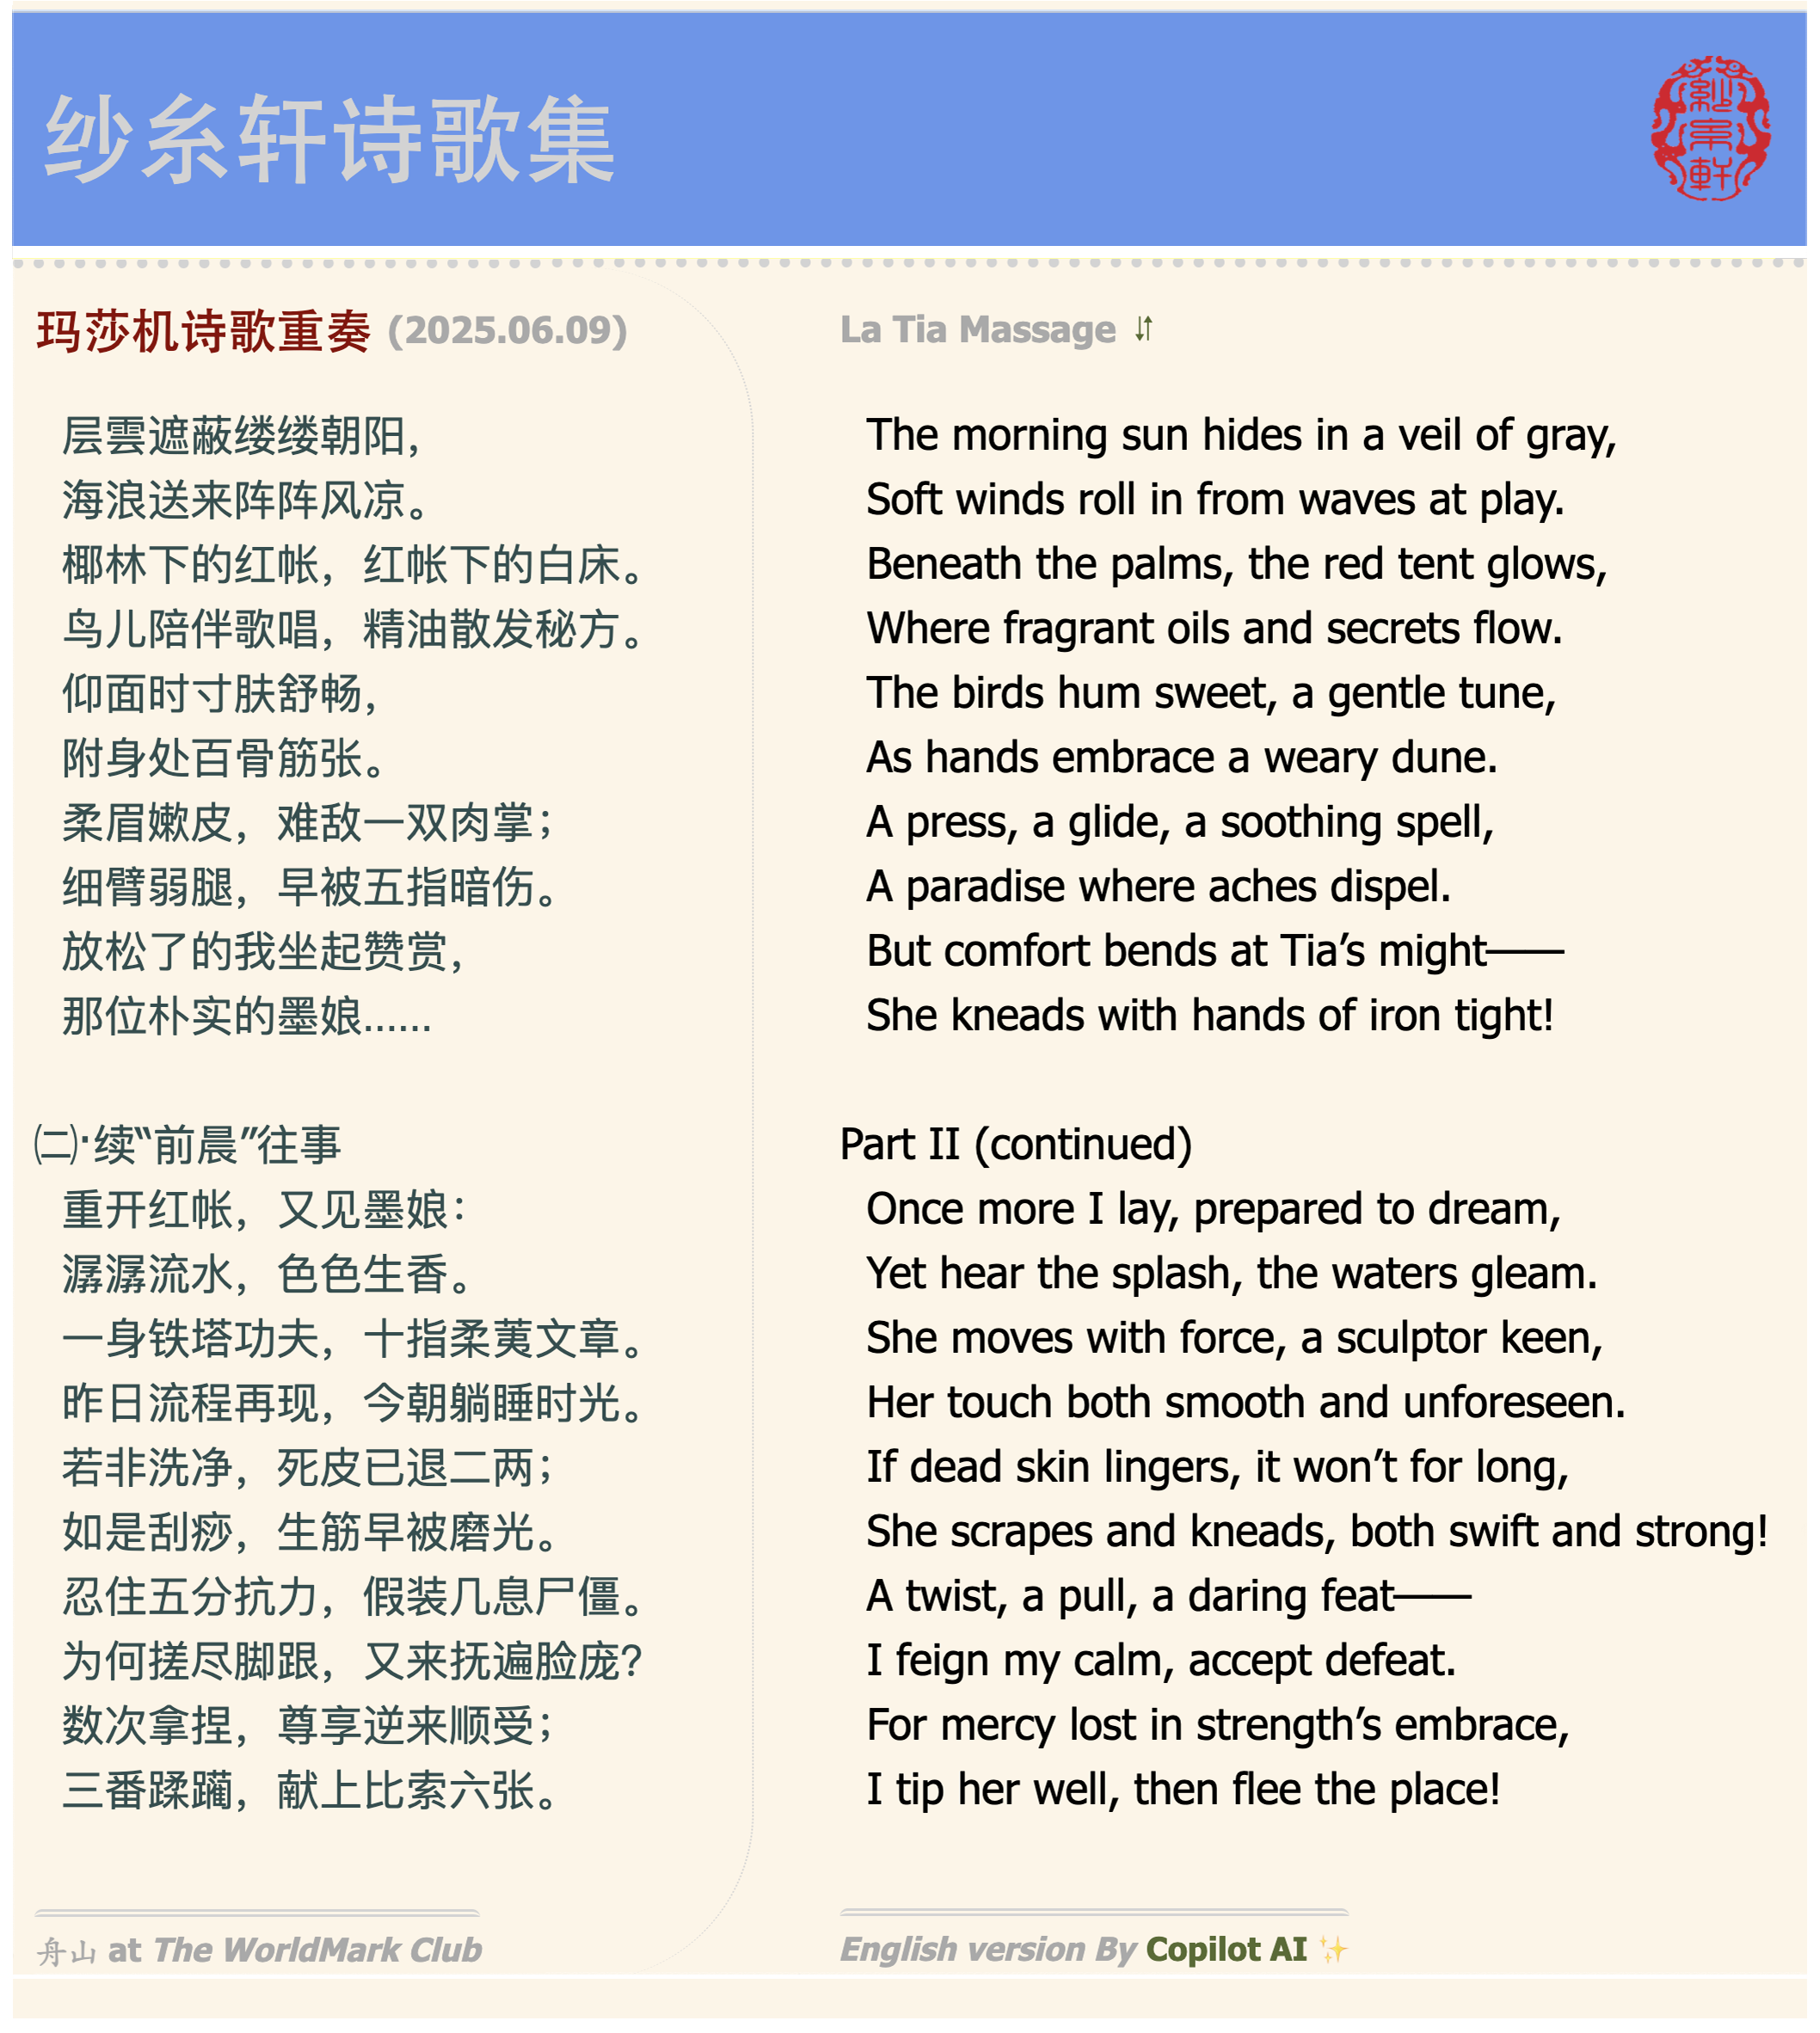 纱糸轩诗歌集
紗糸軒
玛莎机诗歌重奏 (2025.06.09)
层雲遮蔽缕缕朝阳，
海浪送来阵阵风凉。
椰林下的红帐，红帐下的白床。
鸟儿陪伴歌唱，精油散发秘方。
仰面时寸肤舒畅，
附身处百骨筋张。
柔眉嫩皮，难敌一双肉掌；
细臂弱腿，早被五指暗伤。
放松了的我坐起赞赏，
那位朴实的墨娘……
㈡·续“前晨”往事
重开红帐，又见墨娘：
潺潺流水，色色生香。
一身铁塔功夫，十指柔荑文章。
昨日流程再现，今朝躺睡时光。
若非洗净，死皮已退二两；
如是刮痧，生筋早被磨光。
忍住五分抗力，假装几息尸僵。
为何搓尽脚跟，又来抚遍脸庞？
数次拿捏，尊享逆来顺受；
三番蹂躏，献上比索六张。
舟山 at The WorldMark Club
La Tia Massage ⇵
The morning sun hides in a veil of gray,
Soft winds roll in from waves at play.
Beneath the palms, the red tent glows,
Where fragrant oils and secrets flow.
The birds hum sweet, a gentle tune,
As hands embrace a weary dune.
A press, a glide, a soothing spell,
A paradise where aches dispel.
But comfort bends at Tia’s might——
She kneads with hands of iron tight!
Part II (continued)
Once more I lay, prepared to dream,
Yet hear the splash, the waters gleam.
She moves with force, a sculptor keen,
Her touch both smooth and unforeseen.
If dead skin lingers, it won’t for long,
She scrapes and kneads, both swift and strong!
A twist, a pull, a daring feat——
I feign my calm, accept defeat.
For mercy lost in strength’s embrace,
I tip her well, then flee the place!
English version By Copilot AI ✨